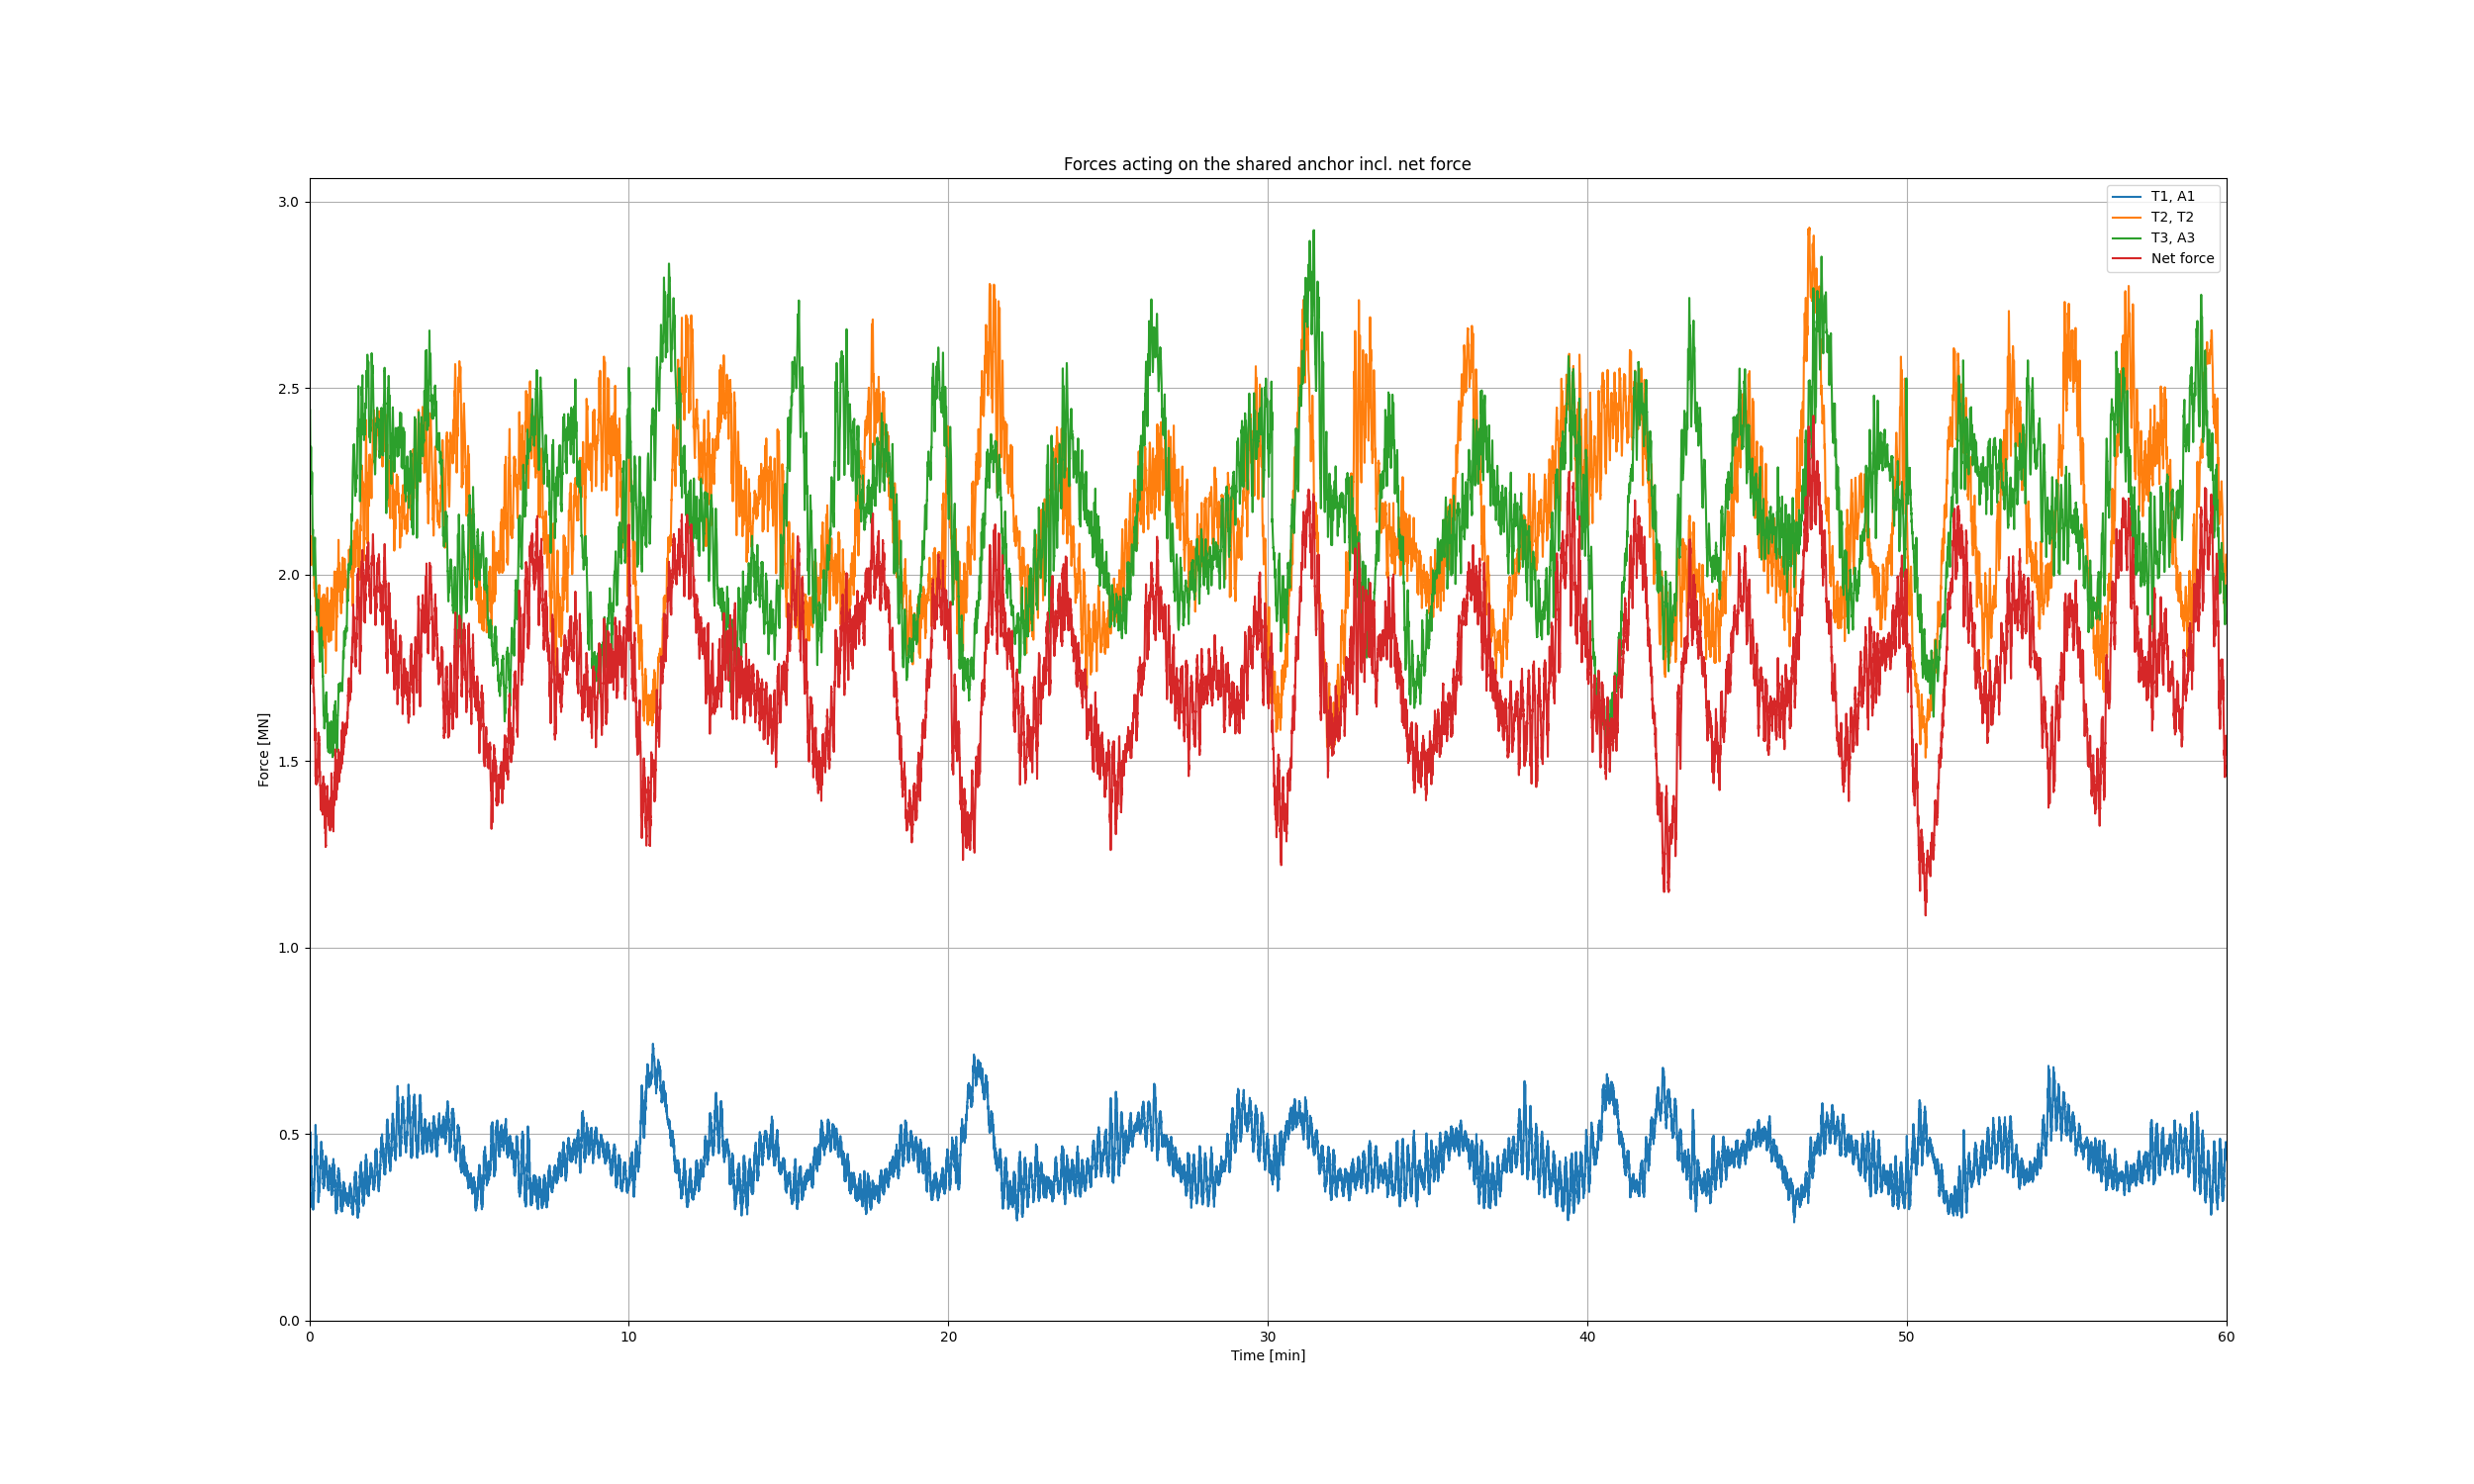 Forces acting on the shared anchor incl. net force
T1, A1
T2, T2
T3, A3
Net force
3.0
2.5
2.0
1.5
1.0
0.5
0.0
Force [MN]
0 10 20 30 40 50 60
Time [min]